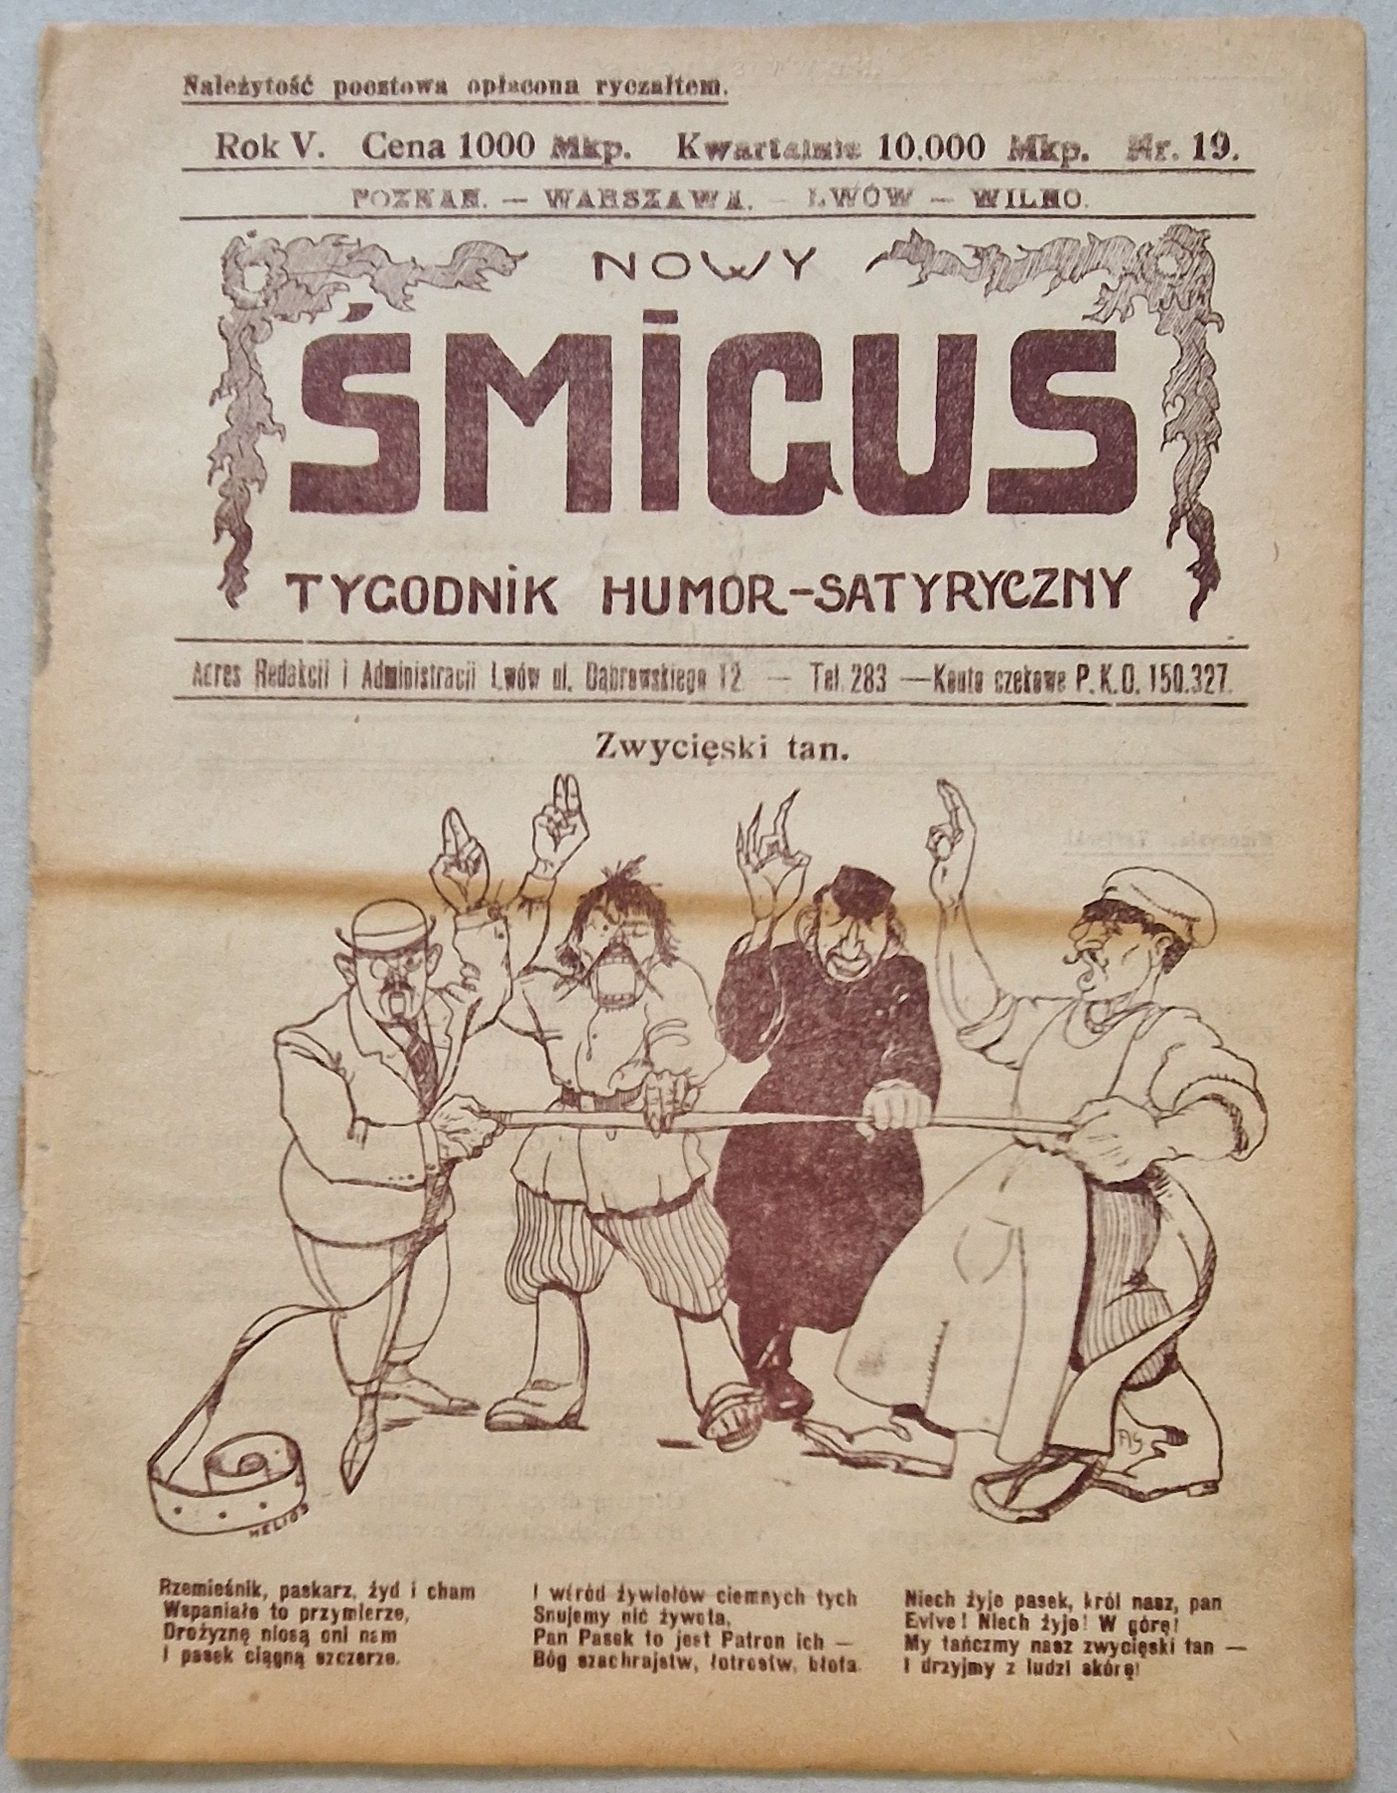 Należytość pocztowa opłacona ryczałtem.
Rok V. Cena 1000 Mkp. Kwartalnie 10.000 Mkp. Nr. 19.
POZNAŃ. — WARSZAWA. — LWÓW — WILNO.
NOWY
ŚMIGUS
TYGODNIK HUMOR-SATYRYCZNY
Adres Redakcii i Administracii Lwów ul. Dąbrowskiego 12 — Tel. 283 — Konto czekowe P. K. O. 150.327.
Zwycięski tan.
HELIOS
Rzemieśnik, paskarz, żyd i cham
Wspaniałe to przymierze,
Drożyznę niosą oni nam
I pasek ciągną szczerze.
I wśród żywiołów ciemnych tych
Snujemy nić żywota,
Pan Pasek to jest Patron ich —
Bóg szachrajstw, łotrostw, błota
Niech żyje pasek, król nasz, pan
Evive! Niech żyje! W górę!
My tańczmy nasz zwycięski tan —
I drzyjmy z ludzi skórę!